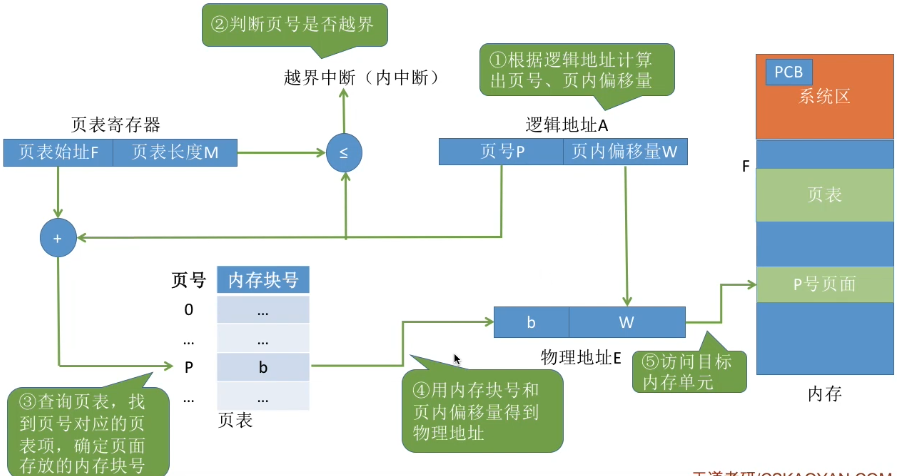 ②判断页号是否越界
越界中断（内中断）
①根据逻辑地址计算
出页号、页内偏移量
PCB
系统区
页表寄存器
页表始址F
页表长度M
≤
逻辑地址A
页号P
页内偏移量W
F
页表
+
P号页面
页号
内存块号
0
...
...
...
P
b
...
...
页表
b
W
物理地址E
⑤访问目标
内存单元
内存
③查询页表，找
到页号对应的页
表项，确定页面
存放的内存块号
④用内存块号和
页内偏移量得到
物理地址